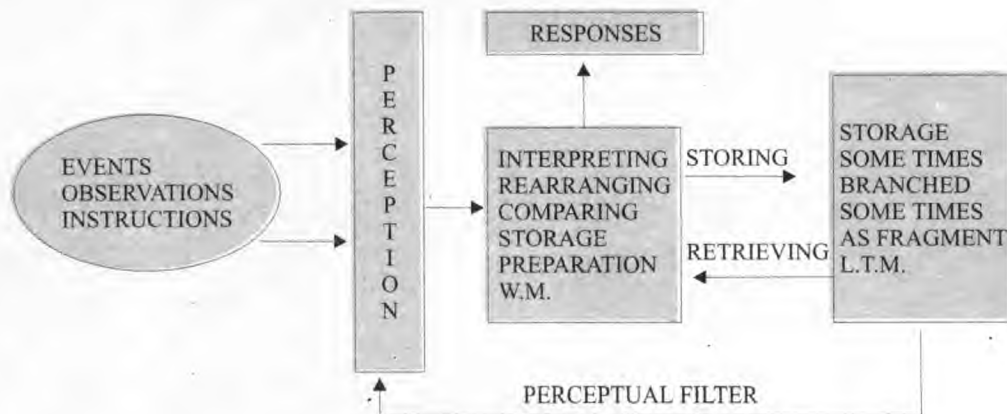 RESPONSES
PERCEPTION
EVENTS
OBSERVATIONS
INSTRUCTIONS
INTERPRETING
REARRANGING
COMPARING
STORAGE
PREPARATION
W.M.
STORING
RETRIEVING
STORAGE
SOME TIMES
BRANCHED
SOME TIMES
AS FRAGMENT
L.T.M.
PERCEPTUAL FILTER